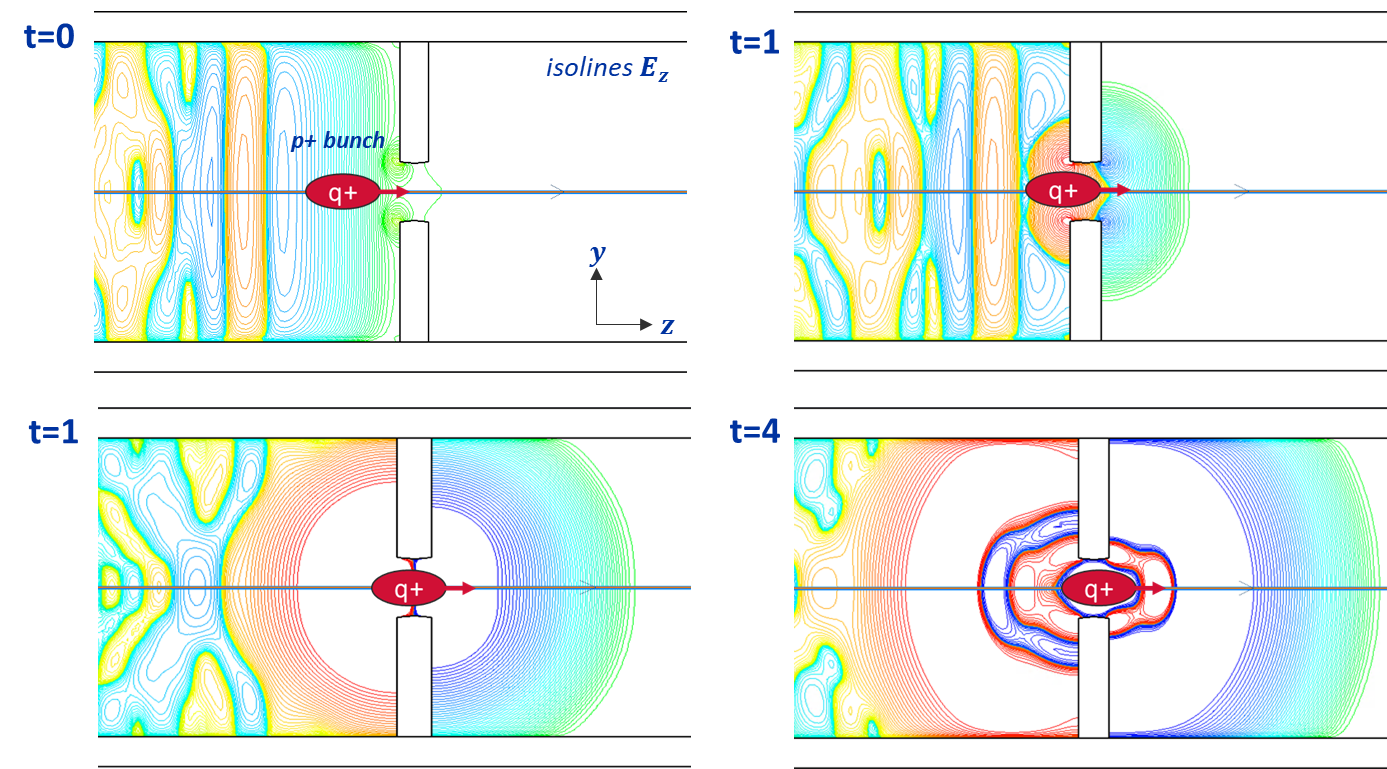 t=0
isolines E_z
p+ bunch
q+
y
z
t=1
q+
t=1
q+
t=4
q+